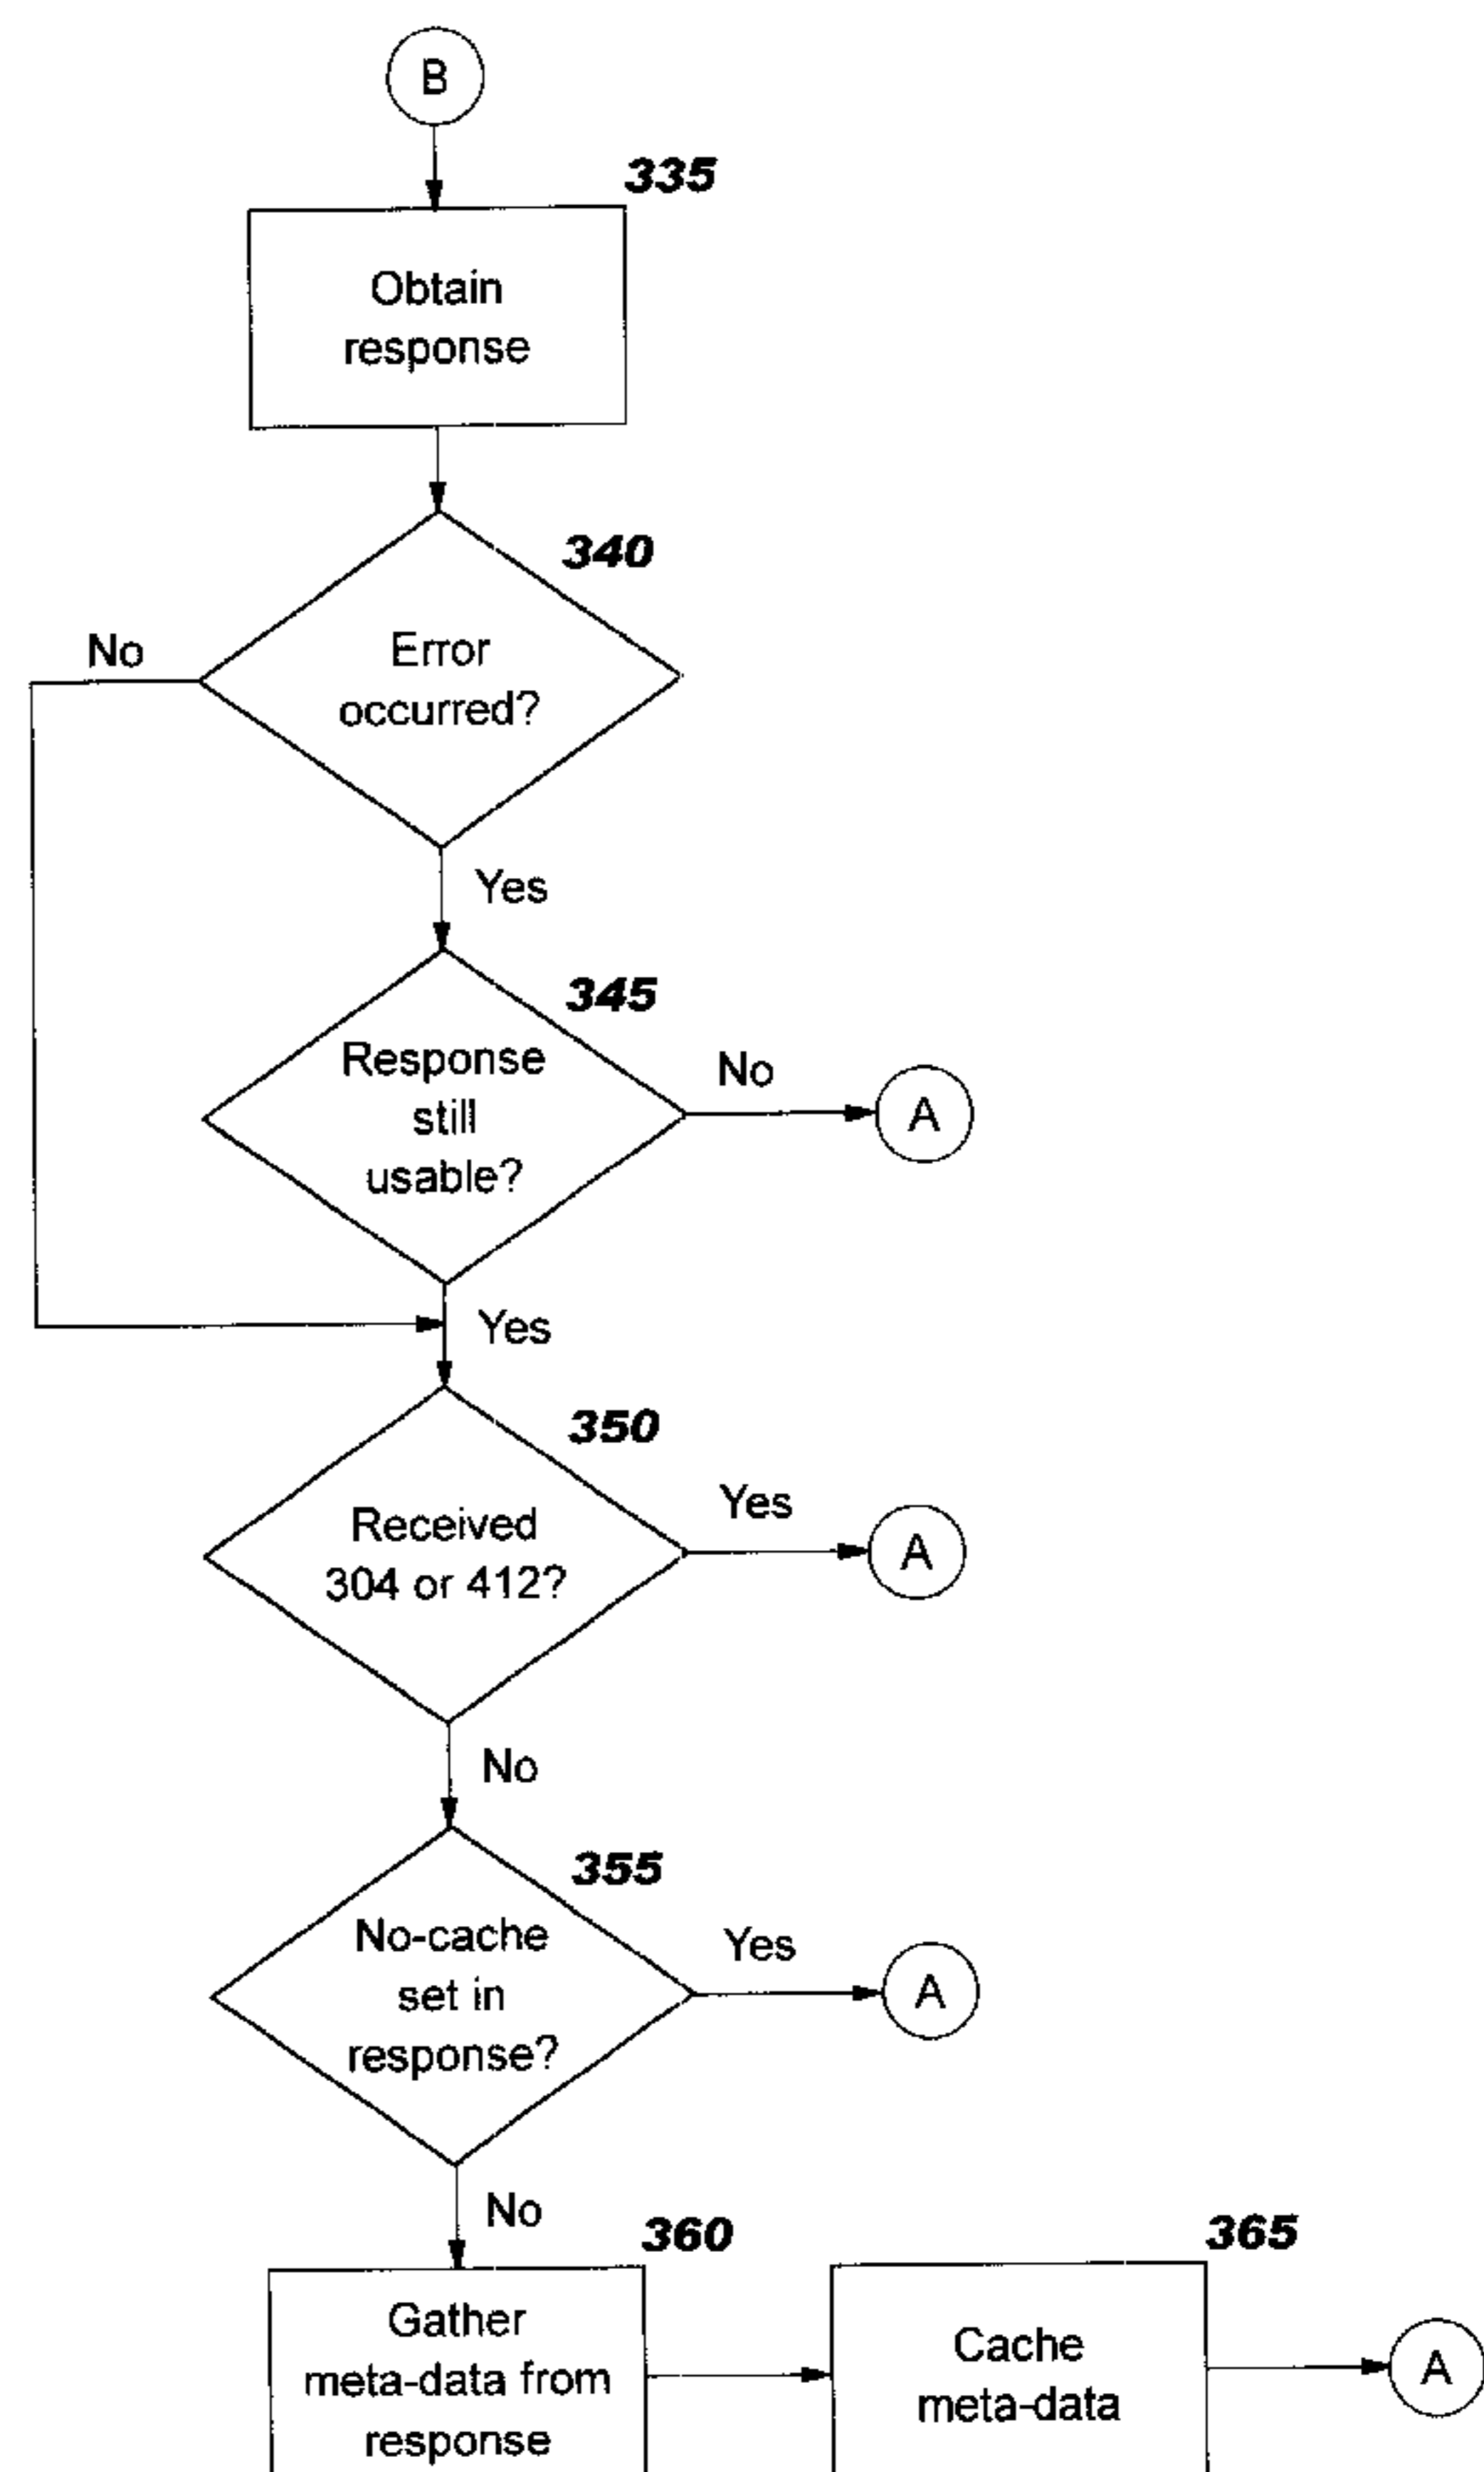 B
335
Obtain
response
340
No
Error
occurred?
Yes
345
Response
still
usable?
No
A
Yes
350
Received
304 or 412?
Yes
A
No
355
No-cache
set in
response?
Yes
A
No
360
Gather
meta-data from
response
365
Cache
meta-data
A